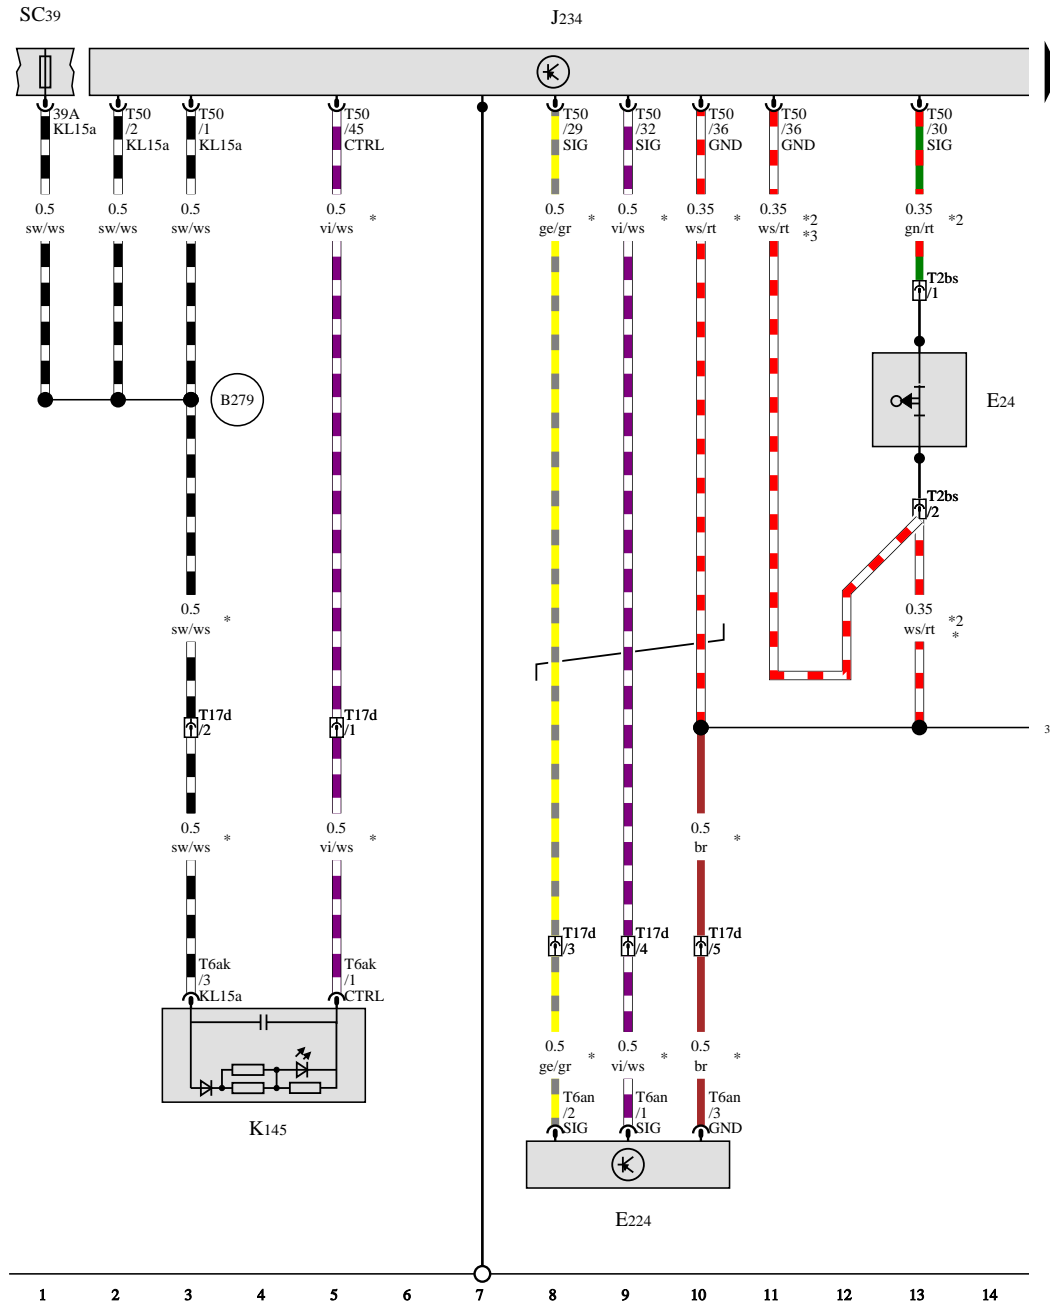 SC39
J234
39A
KL15a
T50
/2
KL15a
T50
/1
KL15a
T50
/45
CTRL
T50
/29
SIG
T50
/32
SIG
T50
/36
GND
T50
/36
GND
T50
/30
SIG
0.5
sw/ws
0.5
sw/ws
0.5
sw/ws
0.5
vi/ws
*
0.5
ge/gr
*
0.5
vi/ws
*
0.35
ws/rt
*
0.35
ws/rt
*2
*3
0.35
gn/rt
*2
T2bs
/1
B279
E24
T2bs
/2
0.5
sw/ws
*
0.35
ws/rt
*2
*
T17d
/2
T17d
/1
3
0.5
sw/ws
*
0.5
vi/ws
*
0.5
br
*
T17d
/3
T17d
/4
T17d
/5
T6ak
/3
KL15a
T6ak
/1
CTRL
0.5
ge/gr
*
0.5
vi/ws
*
0.5
br
*
T6an
/2
SIG
T6an
/1
SIG
T6an
/3
GND
K145
E224
1 2 3 4 5 6 7 8 9 10 11 12 13 14